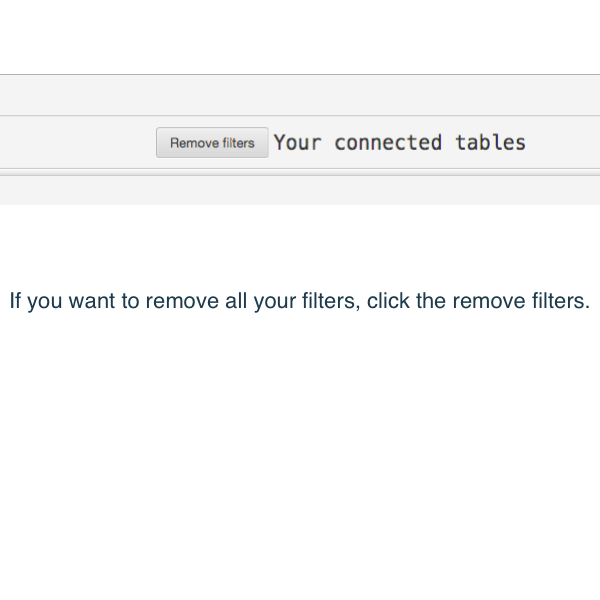 Remove filters Your connected tables
If you want to remove all your filters, click the remove filters.